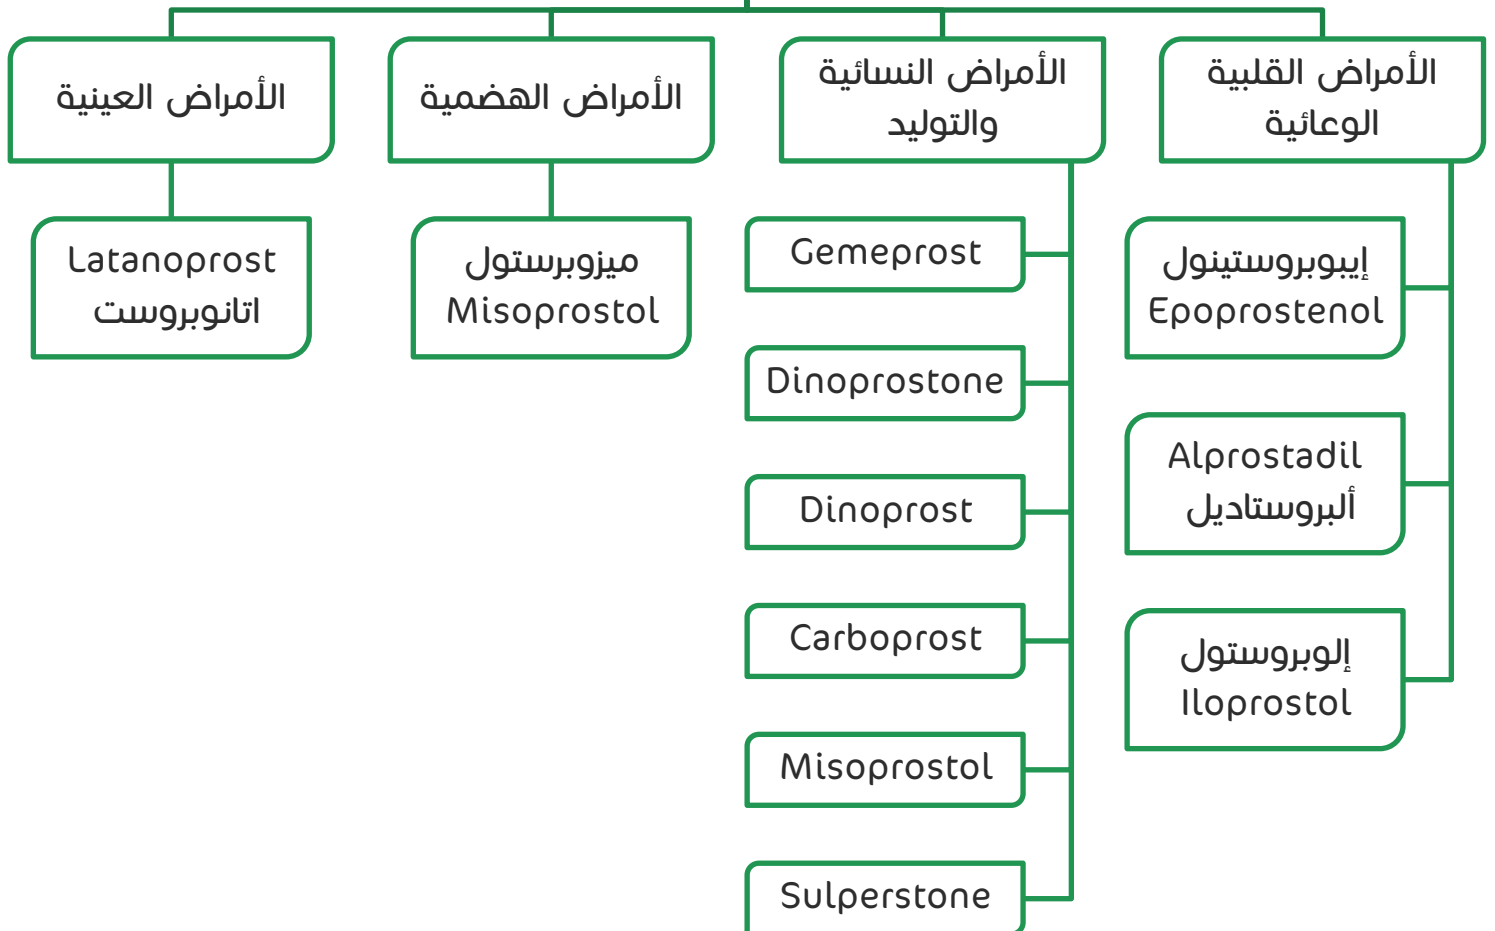 الأمراض القلبية
الوعائية
إيبوبروستينول
Epoprostenol
Alprostadil
ألبروستاديل
إلوبروستول
Iloprostol
الأمراض النسائية
والتوليد
Gemeprost
Dinoprostone
Dinoprost
Carboprost
Misoprostol
Sulperstone
الأمراض الهضمية
ميزوبرستول
Misoprostol
الأمراض العينية
Latanoprost
اتانوبروست